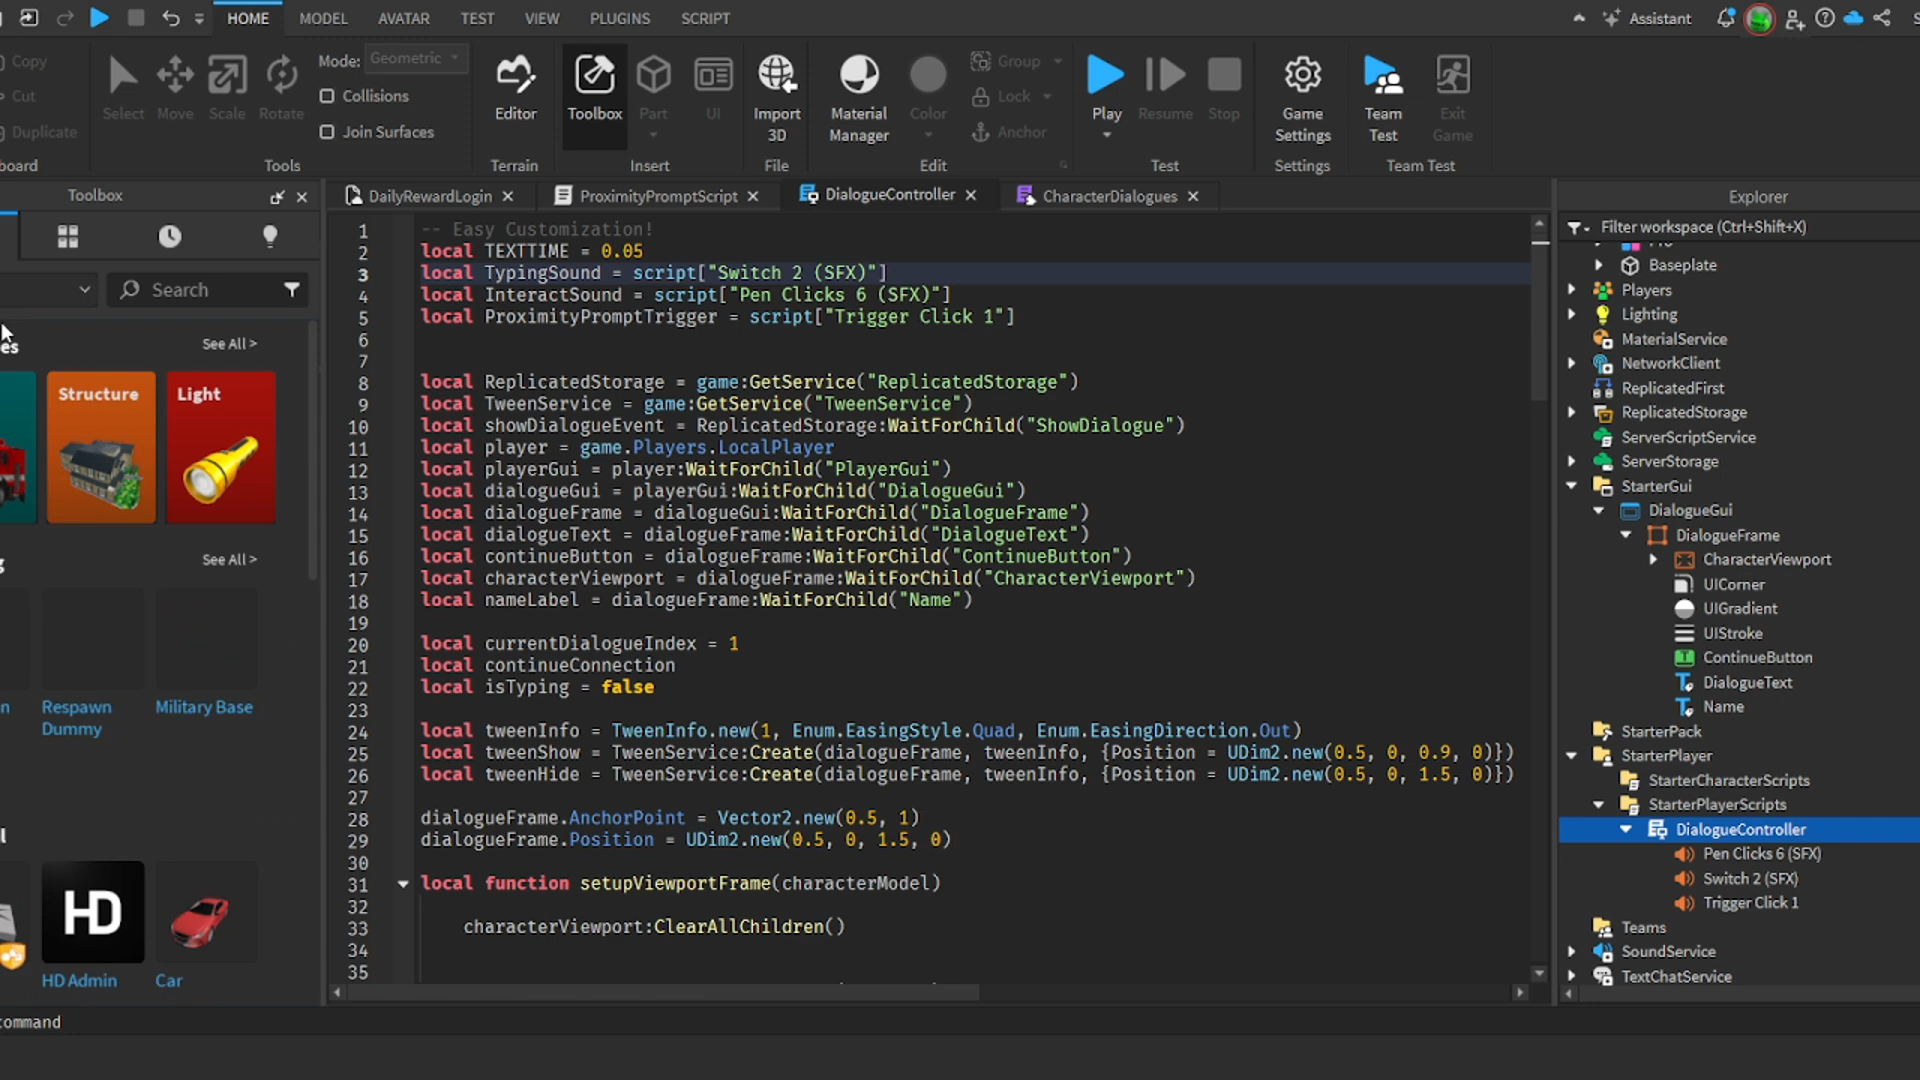 HOME MODEL AVATAR TEST VIEW PLUGINS SCRIPT
Assistant
Copy
Cut
Duplicate
Select
Move
Scale
Rotate
Mode: Geometric
Collisions
Join Surfaces
Tools
Editor
Terrain
Toolbox
Part
UI
Insert
Import
3D
File
Material
Manager
Color
Group
Lock
Anchor
Edit
Play
Resume
Stop
Test
Game
Settings
Settings
Team
Test
Exit
Game
Team Test
Toolbox
Search
See All >
Structure
Light
See All >
Respawn
Dummy
Military Base
HD
HD Admin
Car
DailyRewardLogin
ProximityPromptScript
DialogueController
CharacterDialogues
1 -- Easy Customization!
2 local TEXTTIME = 0.05
3 local TypingSound = script["Switch 2 (SFX)"]
4 local InteractSound = script["Pen Clicks 6 (SFX)"]
5 local ProximityPromptTrigger = script["Trigger Click 1"]
6
7
8 local ReplicatedStorage = game:GetService("ReplicatedStorage")
9 local TweenService = game:GetService("TweenService")
10 local showDialogueEvent = ReplicatedStorage:WaitForChild("ShowDialogue")
11 local player = game.Players.LocalPlayer
12 local playerGui = player:WaitForChild("PlayerGui")
13 local dialogueGui = playerGui:WaitForChild("DialogueGui")
14 local dialogueFrame = dialogueGui:WaitForChild("DialogueFrame")
15 local dialogueText = dialogueFrame:WaitForChild("DialogueText")
16 local continueButton = dialogueFrame:WaitForChild("ContinueButton")
17 local characterViewport = dialogueFrame:WaitForChild("CharacterViewport")
18 local nameLabel = dialogueFrame:WaitForChild("Name")
19
20 local currentDialogueIndex = 1
21 local continueConnection
22 local isTyping = false
23
24 local tweenInfo = TweenInfo.new(1, Enum.EasingStyle.Quad, Enum.EasingDirection.Out)
25 local tweenShow = TweenService:Create(dialogueFrame, tweenInfo, {Position = UDim2.new(0.5, 0, 0.9, 0)})
26 local tweenHide = TweenService:Create(dialogueFrame, tweenInfo, {Position = UDim2.new(0.5, 0, 1.5, 0)})
27
28 dialogueFrame.AnchorPoint = Vector2.new(0.5, 1)
29 dialogueFrame.Position = UDim2.new(0.5, 0, 1.5, 0)
30
31 local function setupViewportFrame(characterModel)
32
33 characterViewport:ClearAllChildren()
34
35
Explorer
Filter workspace (Ctrl+Shift+X)
Baseplate
Players
Lighting
MaterialService
NetworkClient
ReplicatedFirst
ReplicatedStorage
ServerScriptService
ServerStorage
StarterGui
DialogueGui
DialogueFrame
CharacterViewport
UICorner
UIGradient
UIStroke
ContinueButton
DialogueText
Name
StarterPack
StarterPlayer
StarterCharacterScripts
StarterPlayerScripts
DialogueController
Pen Clicks 6 (SFX)
Switch 2 (SFX)
Trigger Click 1
Teams
SoundService
TextChatService
command